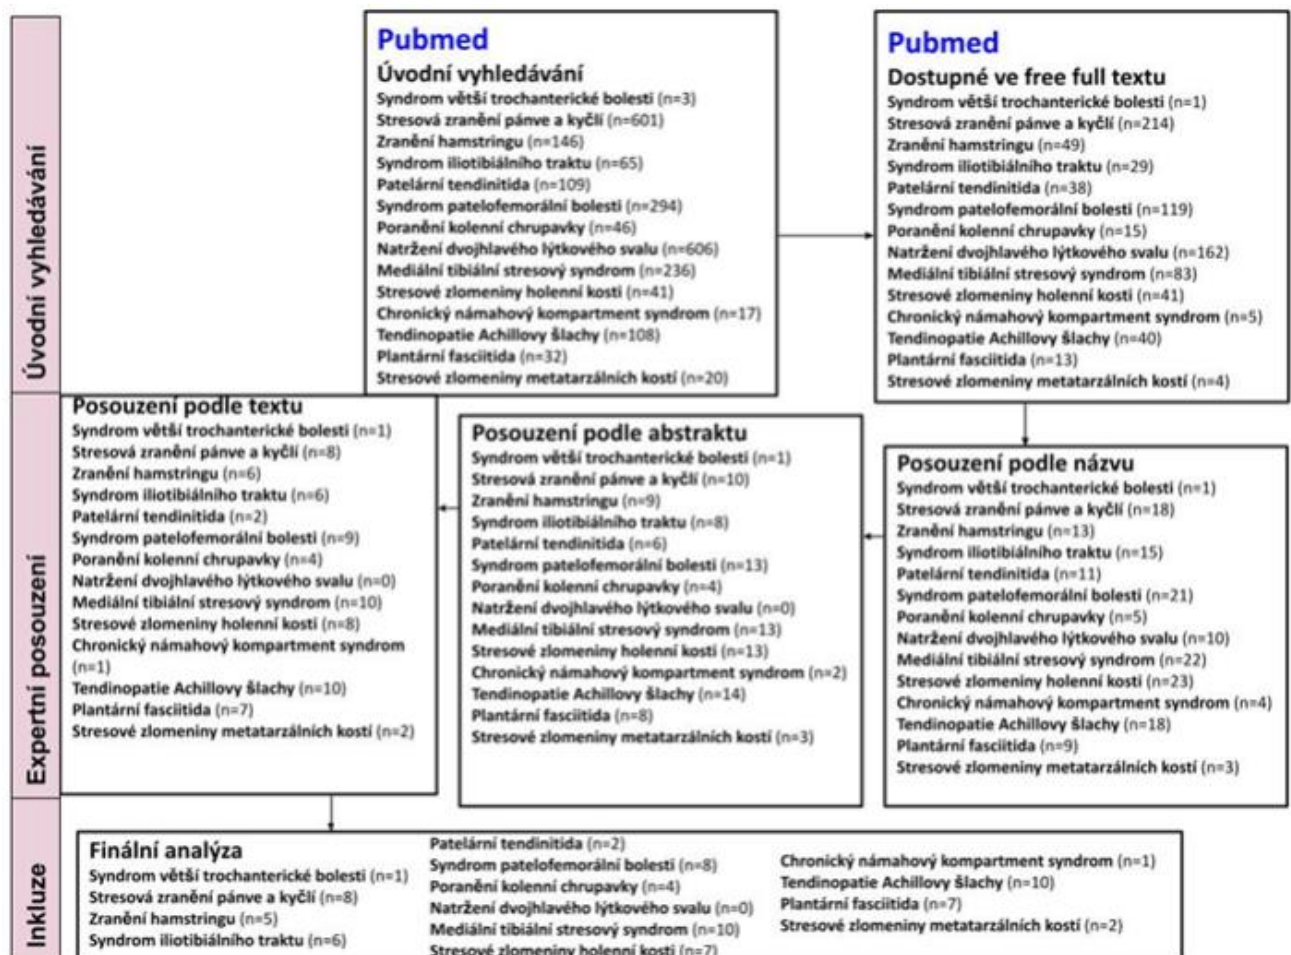 Úvodní vyhledávání
Pubmed
Úvodní vyhledávání
Syndrom větší trochanterické bolesti (n=3)
Stresová zranění pánve a kyčlí (n=601)
Zranění hamstringu (n=146)
Syndrom iliotibiálního traktu (n=65)
Patelární tendinitida (n=109)
Syndrom patelofemorální bolesti (n=294)
Poranění kolenní chrupavky (n=46)
Natržení dvojhlavého lýtkového svalu (n=606)
Mediální tibiální stresový syndrom (n=236)
Stresové zlomeniny holenní kosti (n=41)
Chronický námahový kompartment syndrom (n=17)
Tendinopatie Achillovy šlachy (n=108)
Plantární fasciitida (n=32)
Stresové zlomeniny metatarzálních kostí (n=20)
Pubmed
Dostupné ve free full textu
Syndrom větší trochanterické bolesti (n=1)
Stresová zranění pánve a kyčlí (n=214)
Zranění hamstringu (n=49)
Syndrom iliotibiálního traktu (n=29)
Patelární tendinitida (n=38)
Syndrom patelofemorální bolesti (n=119)
Poranění kolenní chrupavky (n=15)
Natržení dvojhlavého lýtkového svalu (n=162)
Mediální tibiální stresový syndrom (n=83)
Stresové zlomeniny holenní kosti (n=41)
Chronický námahový kompartment syndrom (n=5)
Tendinopatie Achillovy šlachy (n=40)
Plantární fasciitida (n=13)
Stresové zlomeniny metatarzálních kostí (n=4)
Expertní posouzení
Posouzení podle textu
Syndrom větší trochanterické bolesti (n=1)
Stresová zranění pánve a kyčlí (n=8)
Zranění hamstringu (n=6)
Syndrom iliotibiálního traktu (n=6)
Patelární tendinitida (n=2)
Syndrom patelofemorální bolesti (n=9)
Poranění kolenní chrupavky (n=4)
Natržení dvojhlavého lýtkového svalu (n=0)
Mediální tibiální stresový syndrom (n=10)
Stresové zlomeniny holenní kosti (n=8)
Chronický námahový kompartment syndrom
(n=1)
Tendinopatie Achillovy šlachy (n=10)
Plantární fasciitida (n=7)
Stresové zlomeniny metatarzálních kostí (n=2)
Posouzení podle abstraktu
Syndrom větší trochanterické bolesti (n=1)
Stresová zranění pánve a kyčlí (n=10)
Zranění hamstringu (n=9)
Syndrom iliotibiálního traktu (n=8)
Patelární tendinitida (n=6)
Syndrom patelofemorální bolesti (n=13)
Poranění kolenní chrupavky (n=4)
Natržení dvojhlavého lýtkového svalu (n=0)
Mediální tibiální stresový syndrom (n=13)
Stresové zlomeniny holenní kosti (n=13)
Chronický námahový kompartment syndrom (n=2)
Tendinopatie Achillovy šlachy (n=14)
Plantární fasciitida (n=8)
Stresové zlomeniny metatarzálních kostí (n=3)
Posouzení podle názvu
Syndrom větší trochanterické bolesti (n=1)
Stresová zranění pánve a kyčlí (n=18)
Zranění hamstringu (n=13)
Syndrom iliotibiálního traktu (n=15)
Patelární tendinitida (n=11)
Syndrom patelofemorální bolesti (n=21)
Poranění kolenní chrupavky (n=5)
Natržení dvojhlavého lýtkového svalu (n=10)
Mediální tibiální stresový syndrom (n=22)
Stresové zlomeniny holenní kosti (n=23)
Chronický námahový kompartment syndrom (n=4)
Tendinopatie Achillovy šlachy (n=18)
Plantární fasciitida (n=9)
Stresové zlomeniny metatarzálních kostí (n=3)
Inkluze
Finální analýza
Syndrom větší trochanterické bolesti (n=1)
Stresová zranění pánve a kyčlí (n=8)
Zranění hamstringu (n=5)
Syndrom iliotibiálního traktu (n=6)
Patelární tendinitida (n=2)
Syndrom patelofemorální bolesti (n=8)
Poranění kolenní chrupavky (n=4)
Natržení dvojhlavého lýtkového svalu (n=0)
Mediální tibiální stresový syndrom (n=10)
Stresové zlomeniny holenní kosti (n=7)
Chronický námahový kompartment syndrom (n=1)
Tendinopatie Achillovy šlachy (n=10)
Plantární fasciitida (n=7)
Stresové zlomeniny metatarzálních kostí (n=2)